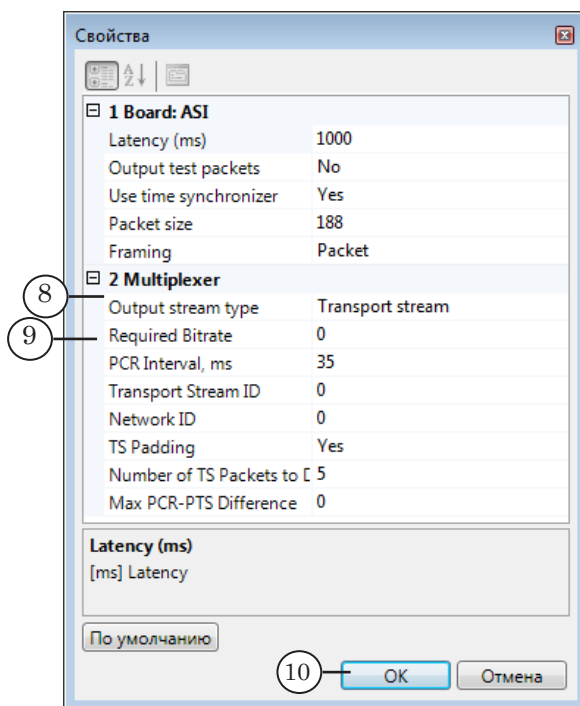 Свойства
1 Board: ASI
Latency (ms) 1000
Output test packets No
Use time synchronizer Yes
Packet size 188
Framing Packet
2 Multiplexer
8
Output stream type Transport stream
9
Required Bitrate 0
PCR Interval, ms 35
Transport Stream ID 0
Network ID 0
TS Padding Yes
Number of TS Packets to 5
Max PCR-PTS Difference 0
Latency (ms)
[ms] Latency
По умолчанию
10
OK Отмена